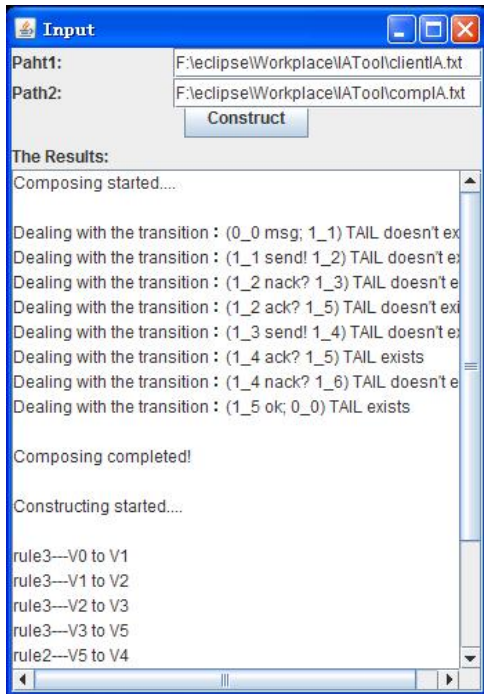 Input
Paht1: F:\eclipse\Workplace\IATool\clientIA.txt
Path2: F:\eclipse\Workplace\IATool\compIA.txt
Construct
The Results:
Composing started....
Dealing with the transition : (0_0 msg; 1_1) TAIL doesn't ex
Dealing with the transition : (1_1 send! 1_2) TAIL doesn't e
Dealing with the transition : (1_2 nack? 1_3) TAIL doesn't e
Dealing with the transition : (1_2 ack? 1_5) TAIL doesn't exi
Dealing with the transition : (1_3 send! 1_4) TAIL doesn't e
Dealing with the transition : (1_4 ack? 1_5) TAIL exists
Dealing with the transition : (1_4 nack? 1_6) TAIL doesn't e
Dealing with the transition : (1_5 ok; 0_0) TAIL exists
Composing completed!
Constructing started....
rule3---V0 to V1
rule3---V1 to V2
rule3---V2 to V3
rule3---V3 to V5
rule2---V5 to V4